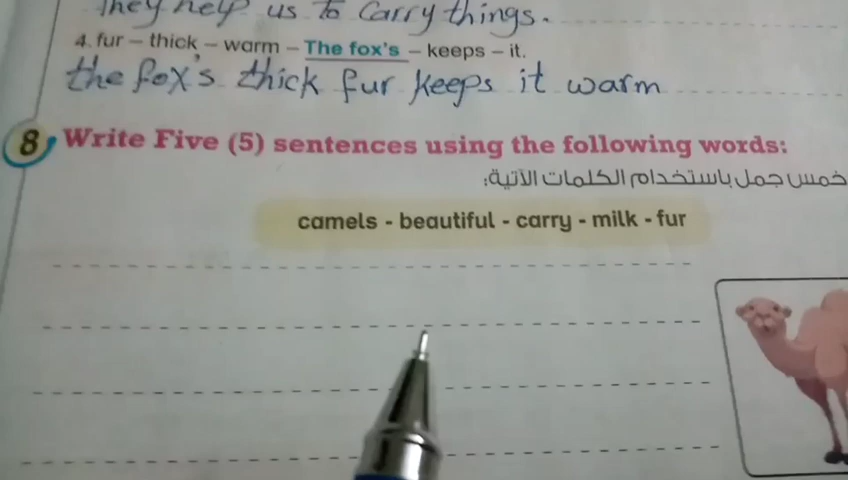 They help us to carry things.
4. fur – thick – warm – The fox's – keeps – it.
the fox's thick fur keeps it warm
8 Write Five (5) sentences using the following words:
خمس جمل باستخدام الكلمات الآتية:
camels - beautiful - carry - milk - fur